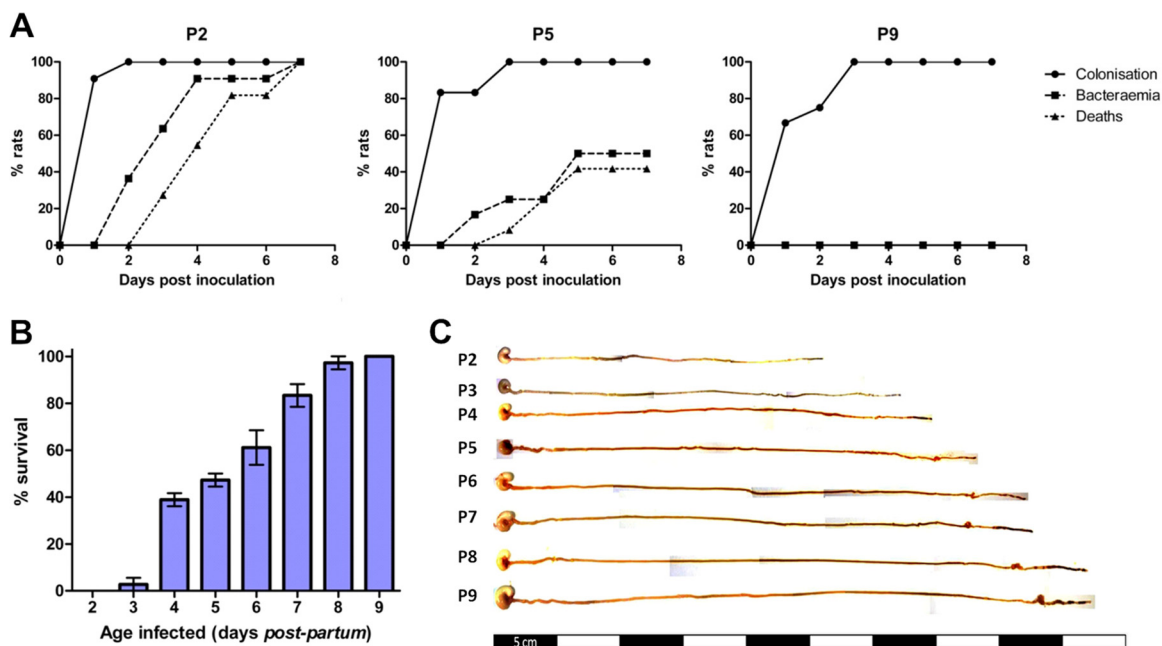 A
P2
P5
P9
100
80
60
40
20
0
% rats
0 2 4 6 8
Days post inoculation
100
80
60
40
20
0
% rats
0 2 4 6 8
Days post inoculation
100
80
60
40
20
0
% rats
0 2 4 6 8
Days post inoculation
Colonisation
Bacteraemia
Deaths
B
100
80
60
40
20
0
% survival
2 3 4 5 6 7 8 9
Age infected (days post-partum)
C
P2
P3
P4
P5
P6
P7
P8
P9
5 cm